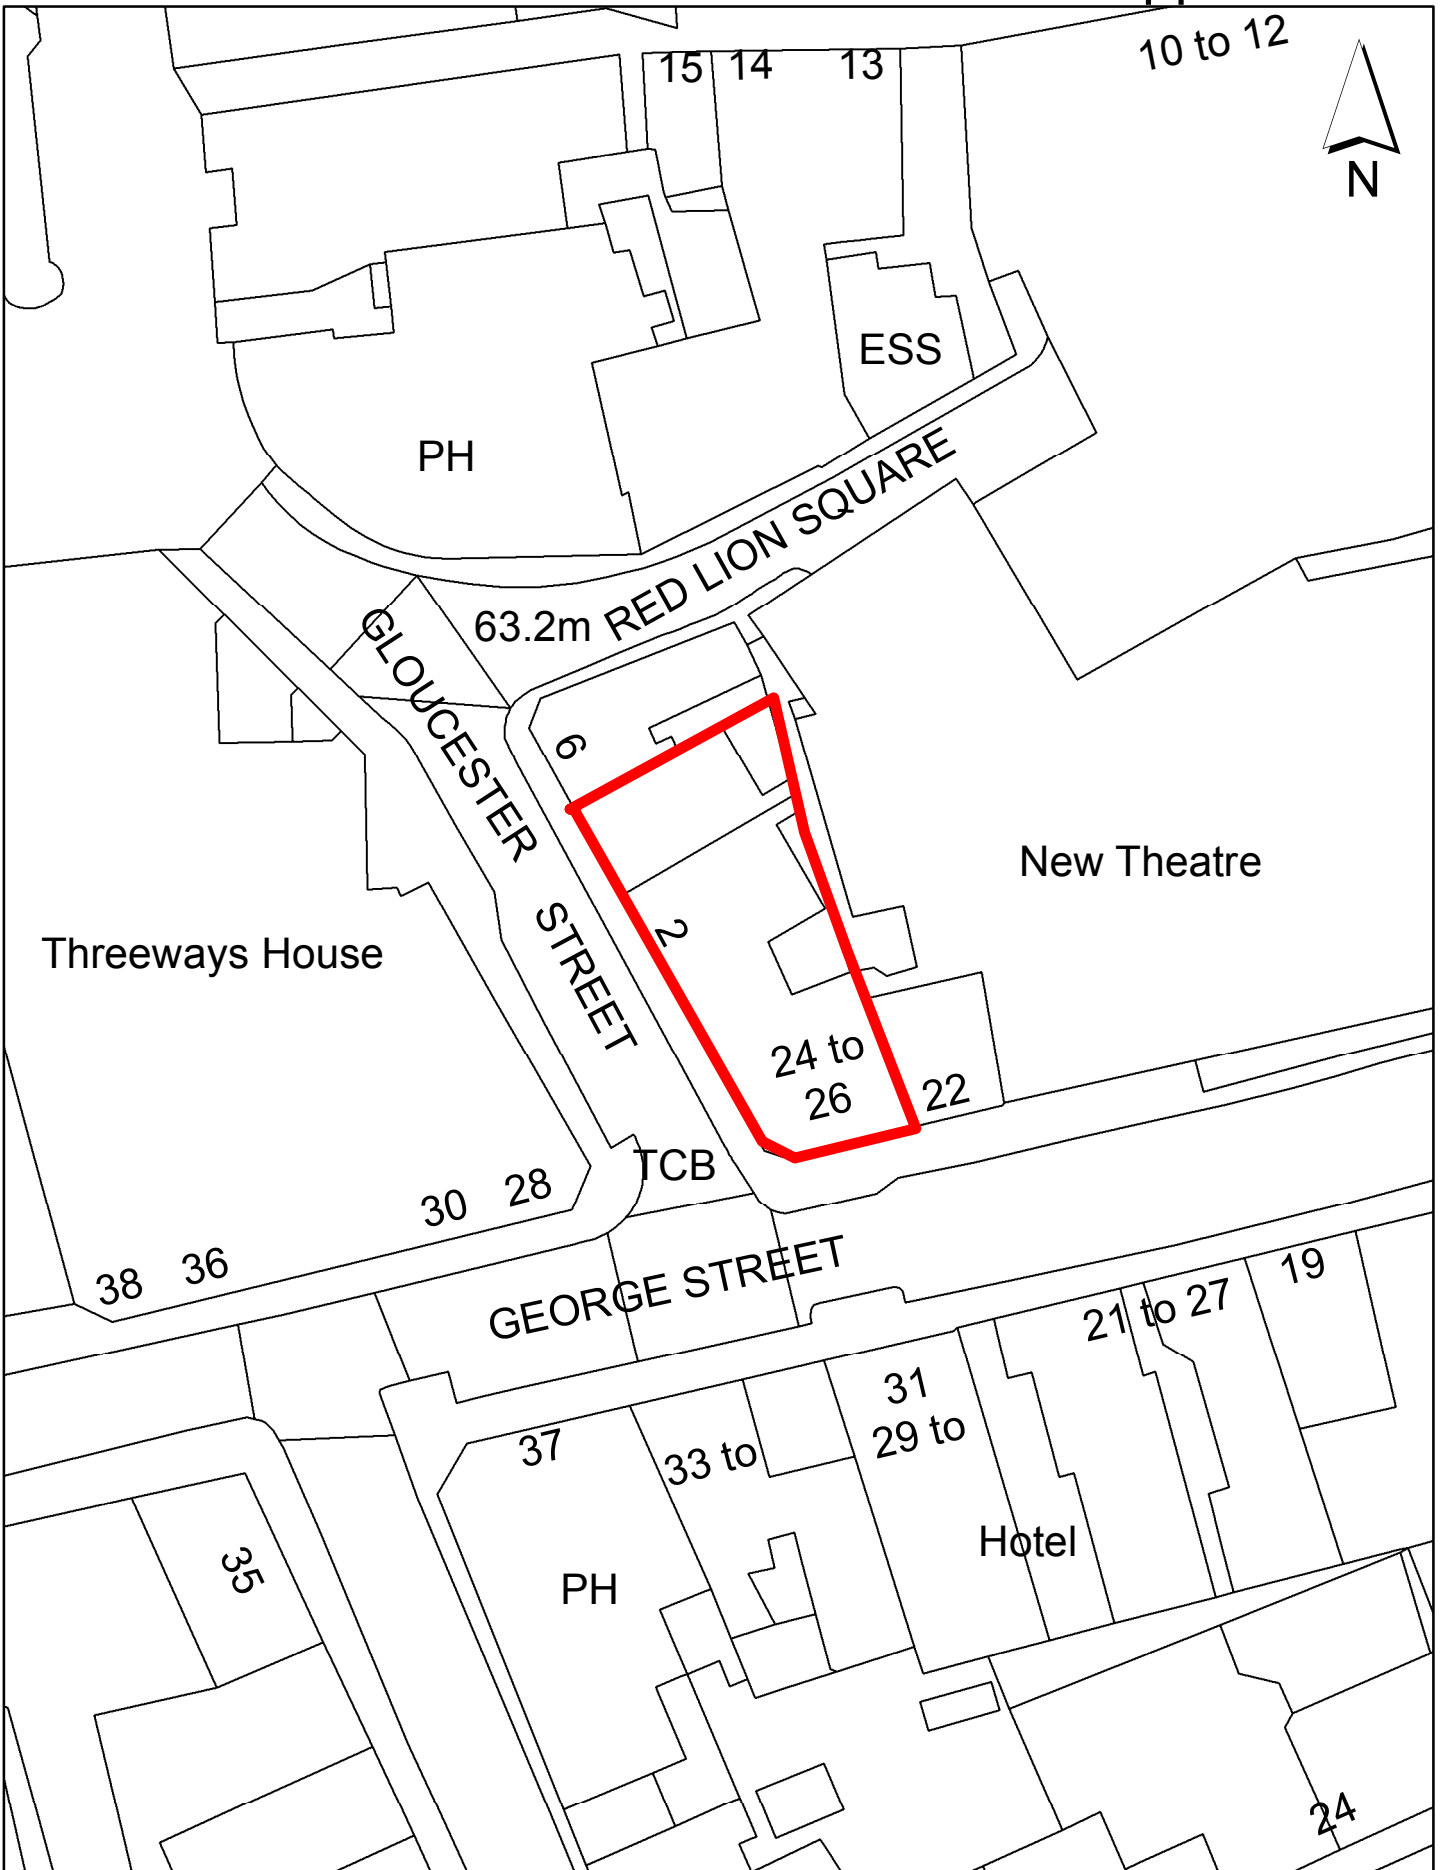 15 14 13 10 to 12
N
ESS
PH
RED LION SQUARE
63.2m
GLOUCESTER STREET
6
New Theatre
2
Threeways House
24 to
26
22
TCB
28
30
36
38
GEORGE STREET
19
21 to 27
31
29 to
33 to
37
Hotel
35
PH
24